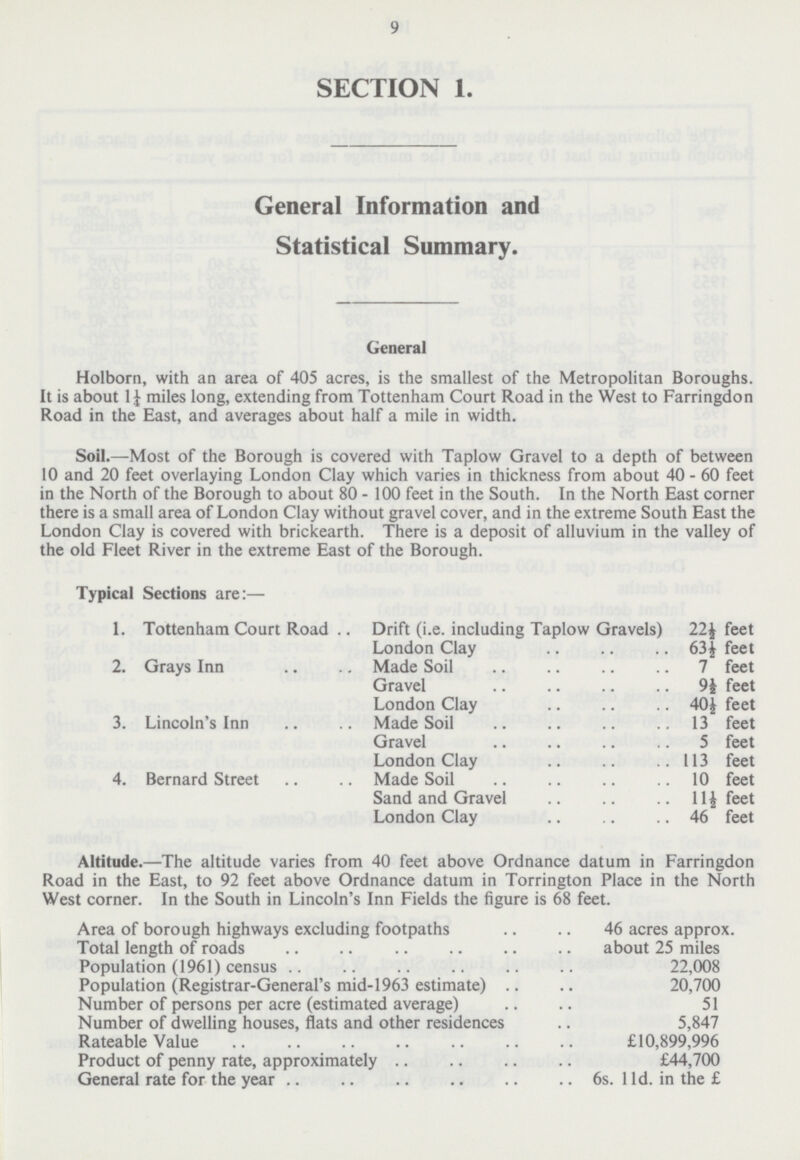 9
SECTION 1.
General Information and
Statistical Summary.
General
Holborn, with an area of 405 acres, is the smallest of the Metropolitan Boroughs.
It is about 1¼ miles long, extending from Tottenham Court Road in the West to Farringdon
Road in the East, and averages about half a mile in width.
Soil.—Most of the Borough is covered with Taplow Gravel to a depth of between
10 and 20 feet overlaying London Clay which varies in thickness from about 40 - 60 feet
in the North of the Borough to about 80 - 100 feet in the South. In the North East corner
there is a small area of London Clay without gravel cover, and in the extreme South East the
London Clay is covered with brickearth. There is a deposit of alluvium in the valley of
the old Fleet River in the extreme East of the Borough.
Typical Sections are:—
1. Tottenham Court Road .. Drift (i.e. including Taplow Gravels) 22½ feet
London Clay .. .. .. 63½ feet
2. Grays Inn .. .. Made Soil .. .. .. .. 7 feet
Gravel .. .. .. .. 9½ feet
London Clay .. .. .. 40½ feet
3. Lincoln's Inn .. .. Made Soil .. .. .. .. 13 feet
Gravel .. .. .. .. 5 feet
London Clay .. .. .. 113 feet
4. Bernard Street .. .. Made Soil .. .. .. .. 10 feet
Sand and Gravel .. .. .. 11½ feet
London Clay .. .. .. 46 feet
Altitude.—The altitude varies from 40 feet above Ordnance datum in Farringdon
Road in the East, to 92 feet above Ordnance datum in Torrington Place in the North
West corner. In the South in Lincoln's Inn Fields the figure is 68 feet.
Area of borough highways excluding footpaths .. .. 46 acres approx.
Total length of roads .. .. .. .. .. .. about 25 miles
Population (1961) census .. .. .. .. .. .. 22,008
Population (Registrar-General's mid-1963 estimate) .. .. 20,700
Number of persons per acre (estimated average) .. .. 51
Number of dwelling houses, flats and other residences .. 5,847
Rateable Value .. .. .. .. .. .. .. £10,899,996
Product of penny rate, approximately .. .. .. .. £44,700
General rate for the year .. .. .. .. .. .. 6s. 11d. in the £